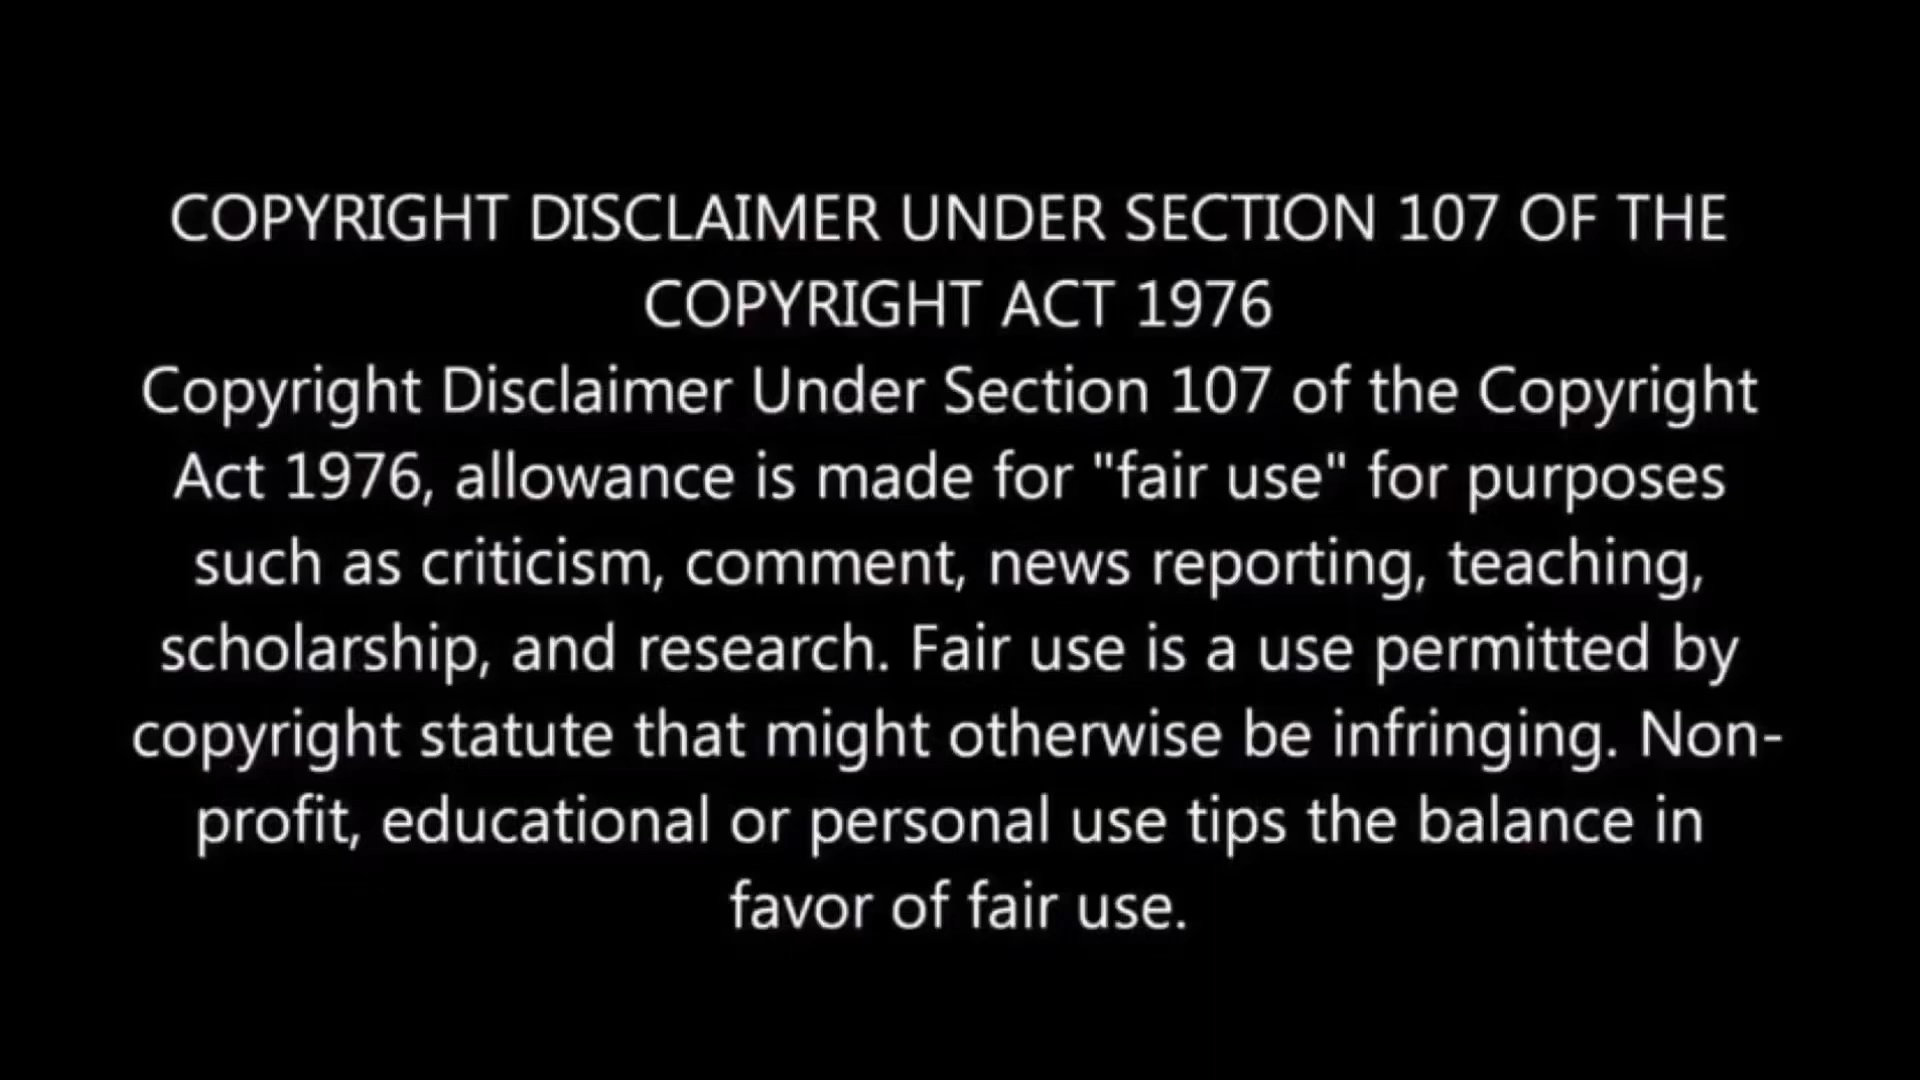 COPYRIGHT DISCLAIMER UNDER SECTION 107 OF THE
COPYRIGHT ACT 1976
Copyright Disclaimer Under Section 107 of the Copyright
Act 1976, allowance is made for "fair use" for purposes
such as criticism, comment, news reporting, teaching,
scholarship, and research. Fair use is a use permitted by
copyright statute that might otherwise be infringing. Non-
profit, educational or personal use tips the balance in
favor of fair use.